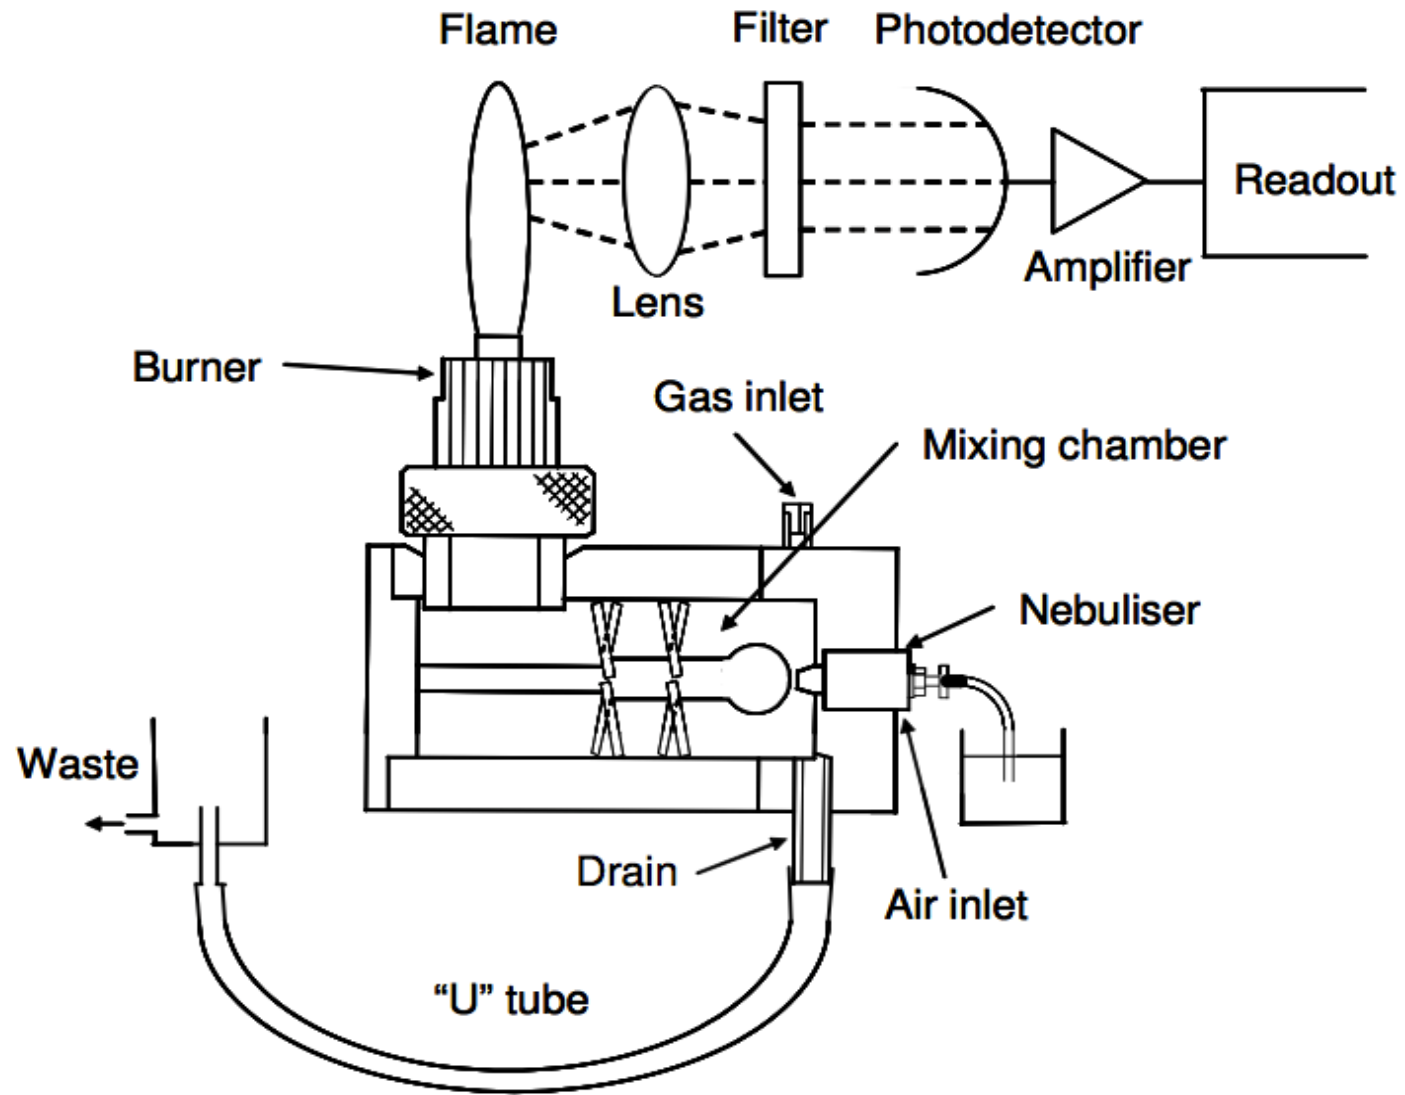 Flame
Filter
Photodetector
Readout
Amplifier
Lens
Burner
Gas inlet
Mixing chamber
Nebuliser
Waste
Drain
Air inlet
“U” tube